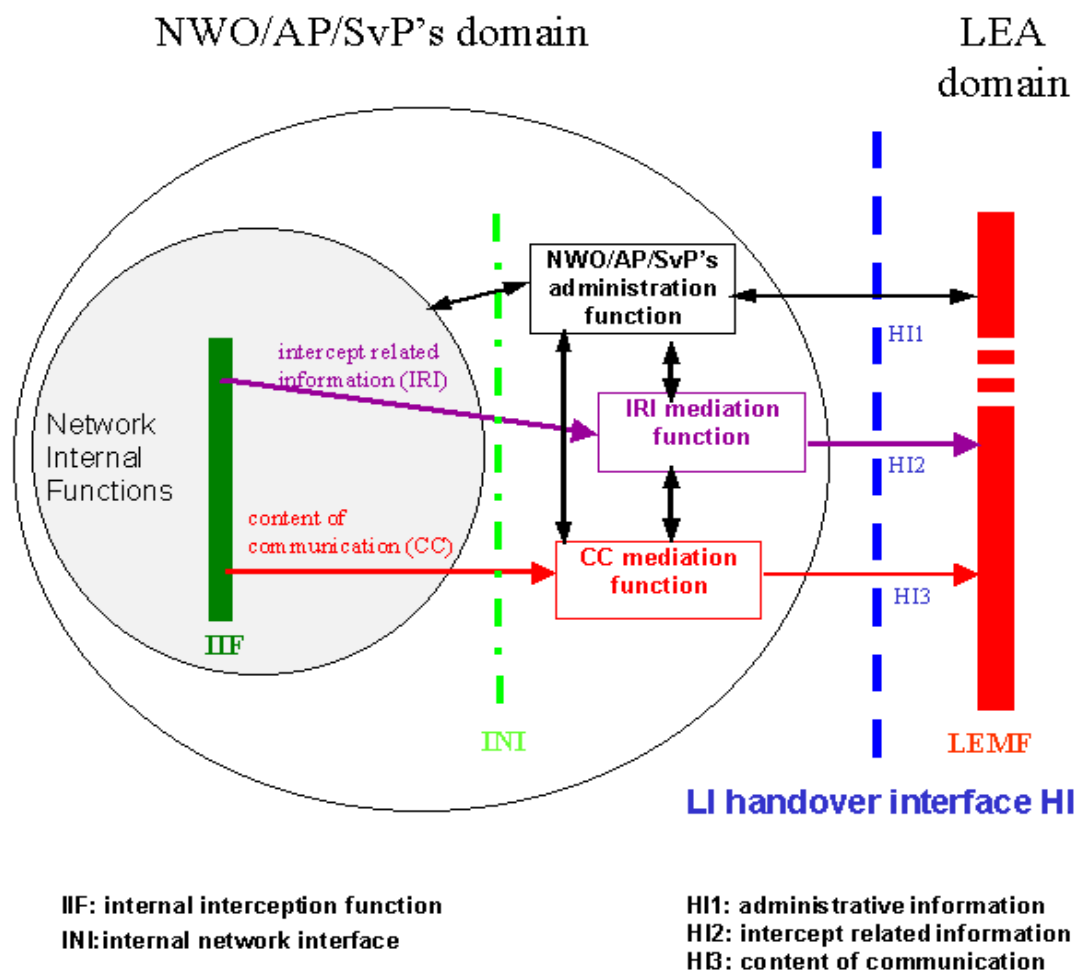 NWO/AP/SvP's domain
LEA
domain
NWO/AP/SvP's
administration
function
HI1
intercept related
information (IRI)
IRI mediation
function
HI2
Network
Internal
Functions
content of
communication (CC)
CC mediation
function
HI3
IIF
INI
LEMF
LI handover interface HI
IIF: internal interception function
INI:internal network interface
HI1: administrative information
HI2: intercept related information
HI3: content of communication